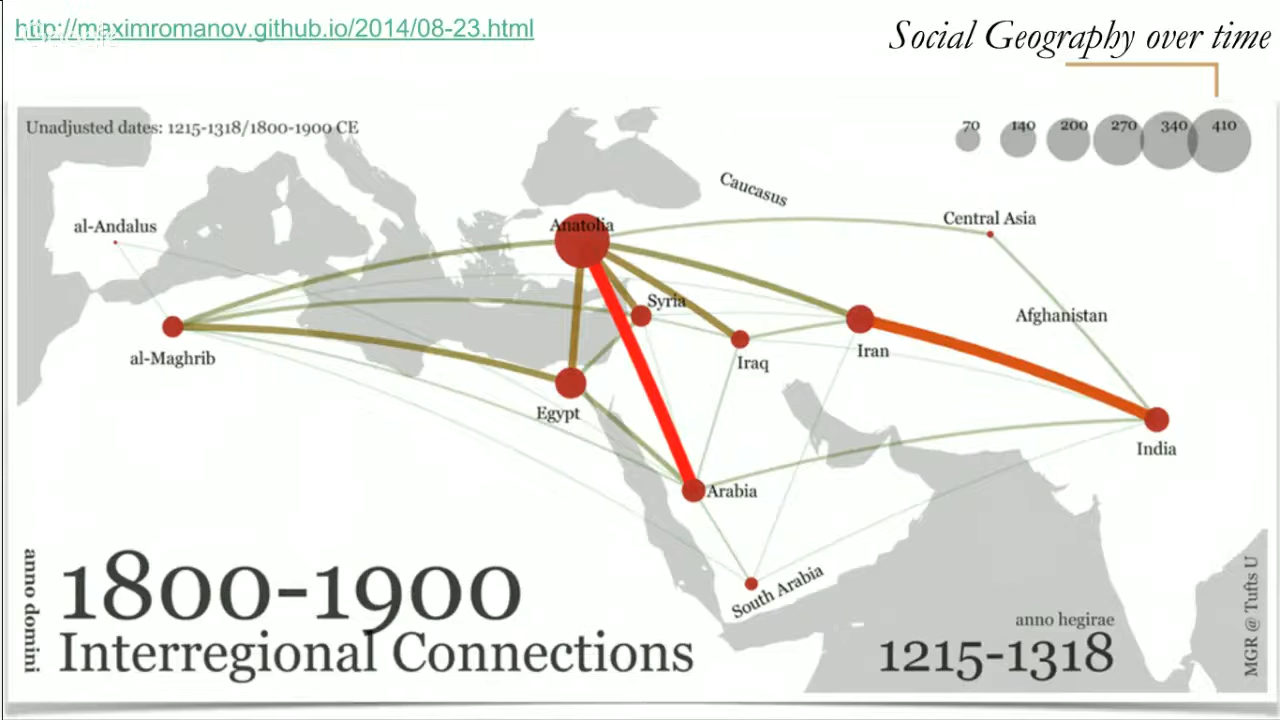 http://maximromanov.github.io/2014/08-23.html
Social Geography over time
Unadjusted dates: 1215-1318/1800-1900 CE
70 140 200 270 340 410
Caucasus
al-Andalus
Anatolia
Central Asia
Syria
Afghanistan
al-Maghrib
Iraq
Iran
Egypt
India
Arabia
South Arabia
anno domini
1800-1900
Interregional Connections
anno hegirae
1215-1318
MGR @ Tufts U